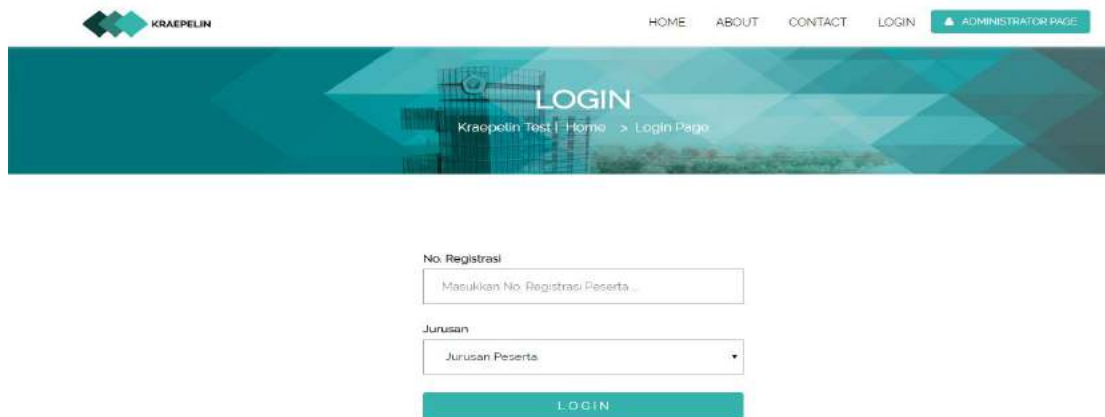 KRAEPELIN
HOME ABOUT CONTACT LOGIN ADMINISTRATOR PAGE
LOGIN
Kraepelin Test | Home > Login Page
No. Registrasi
Masukkan No. Registrasi Peserta ...
Jurusan
Jurusan Peserta
LOGIN